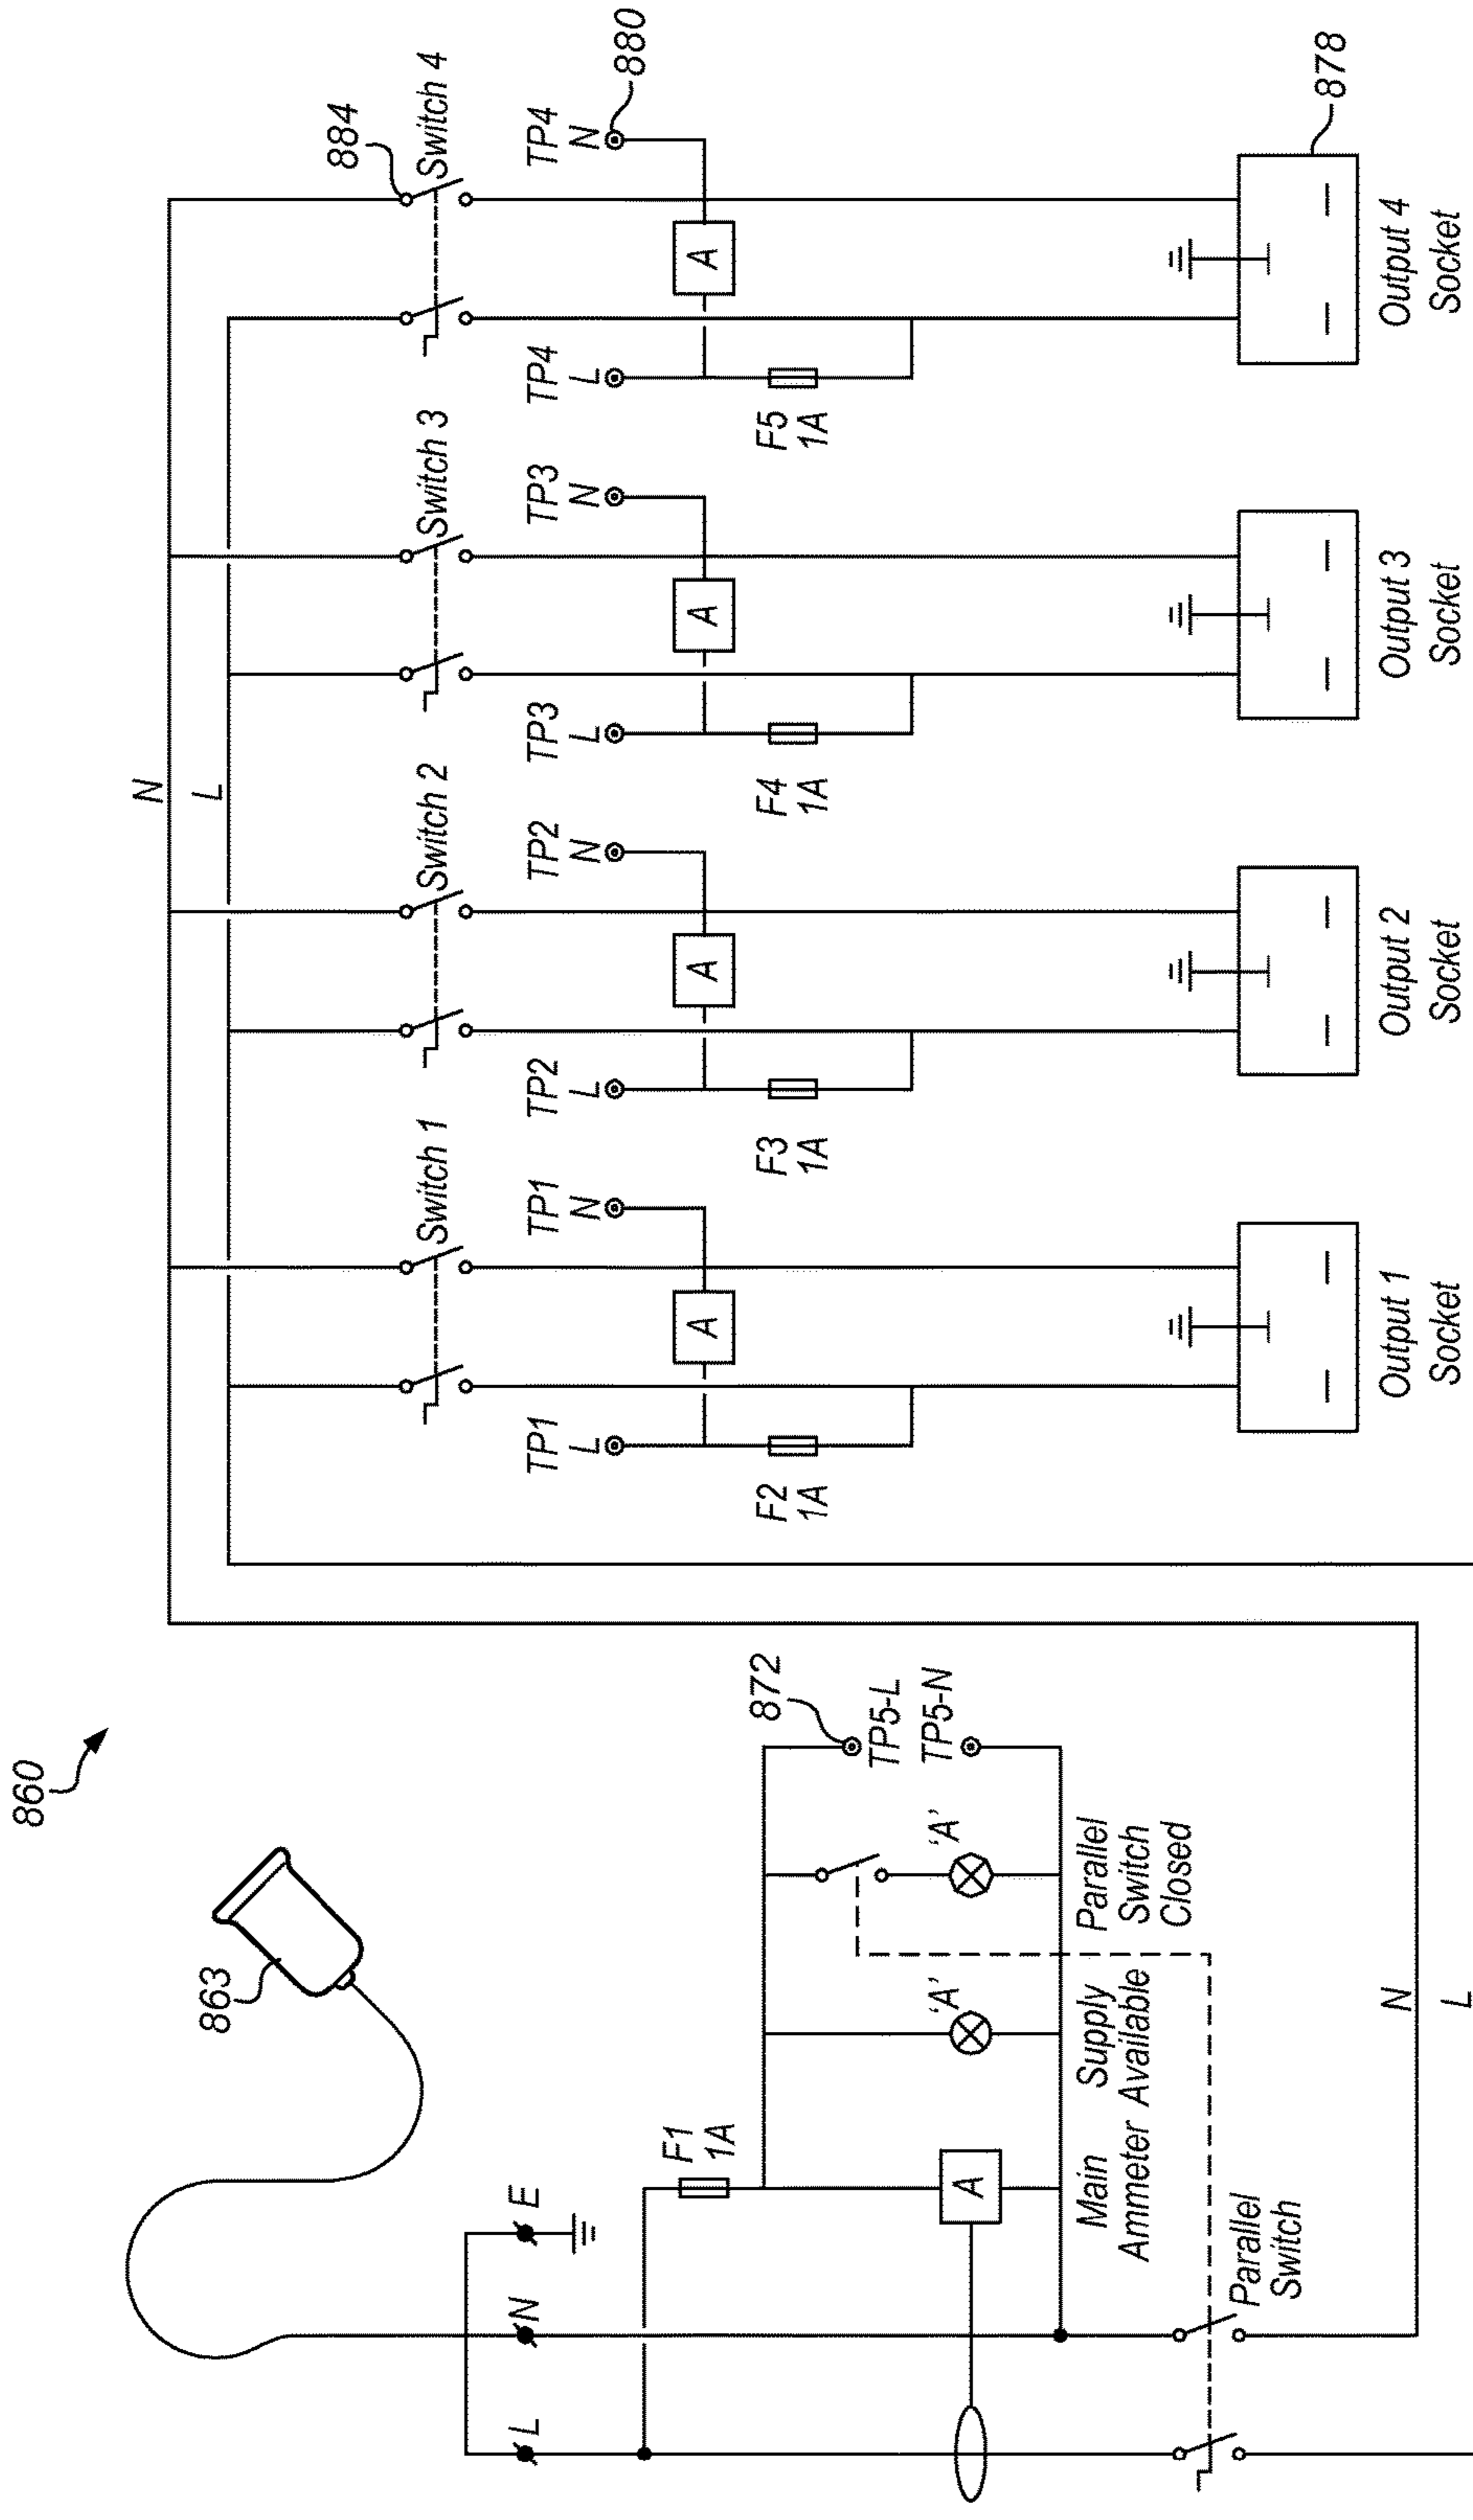 860
863
L
N
E
F1
1A
872
TP5-L
TP5-N
A
'A'
'A'
Main
Ammeter
Supply
Available
Parallel
Switch
Closed
Parallel
Switch
N
L
N
L
Switch 1
Switch 2
Switch 3
Switch 4
884
TP1
L
TP1
N
TP2
L
TP2
N
TP3
L
TP3
N
TP4
L
TP4
N
880
A
A
A
A
F2
1A
F3
1A
F4
1A
F5
1A
878
Output 1
Socket
Output 2
Socket
Output 3
Socket
Output 4
Socket